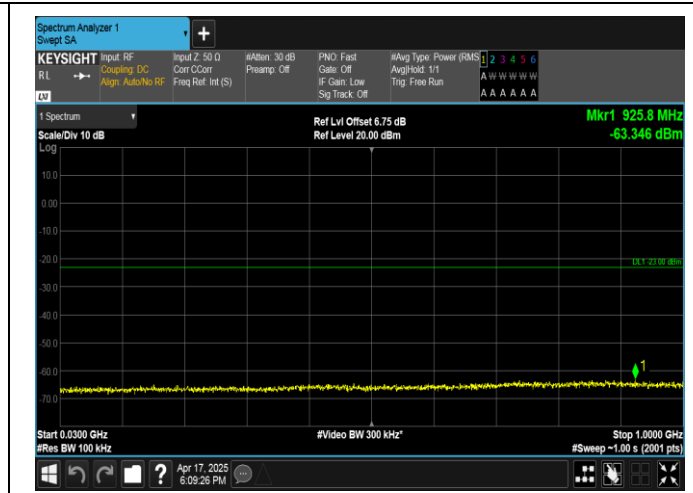 Spectrum Analyzer 1
Swept SA
KEYSIGHT
RL
LXI
Input: RF
Coupling: DC
Align: Auto/No RF
Input Z: 50 Ω
Corr CCorr
Freq Ref: Int (S)
#Atten: 30 dB
Preamp: Off
PNO: Fast
Gate: Off
IF Gain: Low
Sig Track: Off
#Avg Type: Power (RMS
Avg|Hold: 1/1
Trig: Free Run
1 2 3 4 5 6
A W W W W W
A A A A A A
1 Spectrum
Scale/Div 10 dB
Ref Lvl Offset 6.75 dB
Ref Level 20.00 dBm
Mkr1 925.8 MHz
-63.346 dBm
Log
10.0
0.00
-10.0
-20.0
DL1 -23.00 dBm
-30.0
-40.0
-50.0
-60.0
1
-70.0
Start 0.0300 GHz
#Res BW 100 kHz
#Video BW 300 kHz*
Stop 1.0000 GHz
#Sweep ~1.00 s (2001 pts)
?
Apr 17, 2025
6:09:26 PM